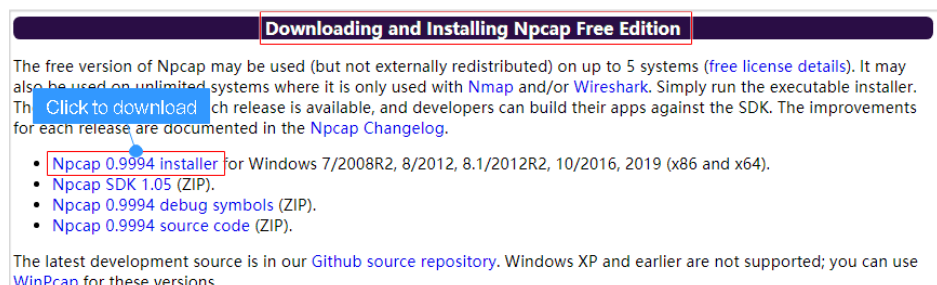 Downloading and Installing Npcap Free Edition
The free version of Npcap may be used (but not externally redistributed) on up to 5 systems (free license details). It may
also be used on unlimited systems where it is only used with Nmap and/or Wireshark. Simply run the executable installer.
Click to download
ch release is available, and developers can build their apps against the SDK. The improvements
for each release are documented in the Npcap Changelog.
• Npcap 0.9994 installer for Windows 7/2008R2, 8/2012, 8.1/2012R2, 10/2016, 2019 (x86 and x64).
• Npcap SDK 1.05 (ZIP).
• Npcap 0.9994 debug symbols (ZIP).
• Npcap 0.9994 source code (ZIP).
The latest development source is in our Github source repository. Windows XP and earlier are not supported; you can use
WinPcap for these versions.